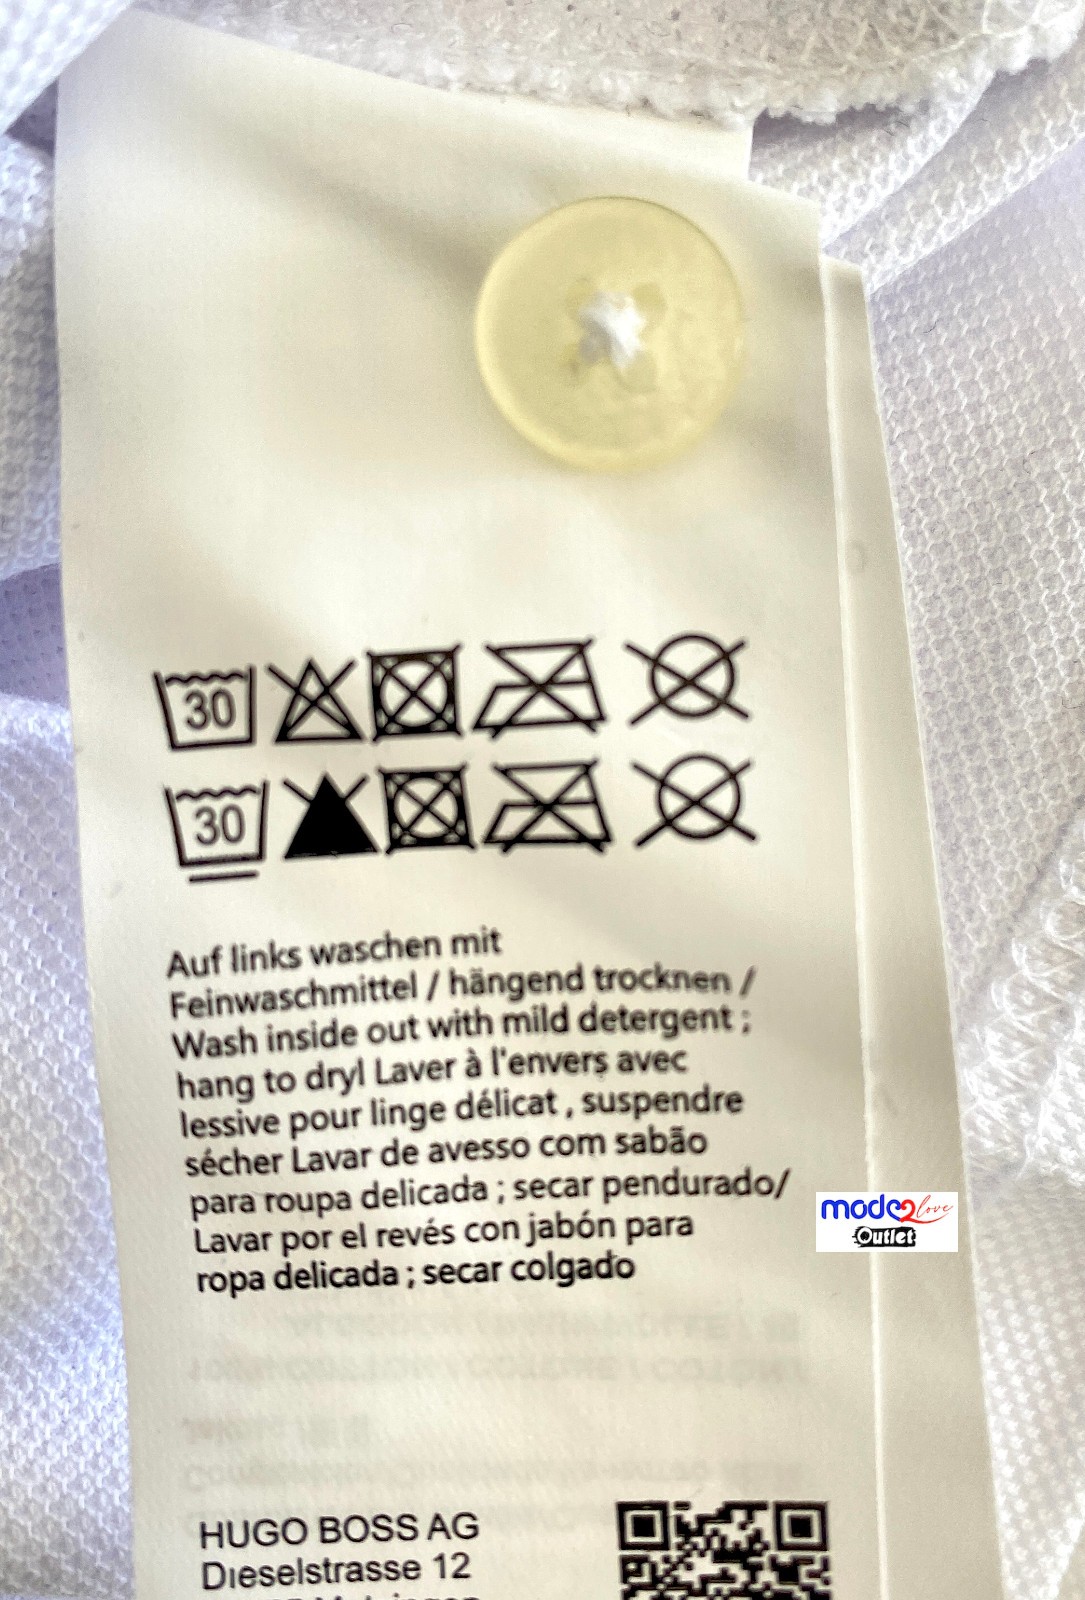 30
30
Auf links waschen mit
Feinwaschmittel / hängend trocknen /
Wash inside out with mild detergent ;
hang to dryl Laver à l'envers avec
lessive pour linge délicat , suspendre
sécher Lavar de avesso com sabão
para roupa delicada ; secar pendurado/
Lavar por el revés con jabón para
ropa delicada ; secar colgado
mode2love
Outlet
HUGO BOSS AG
Dieselstrasse 12